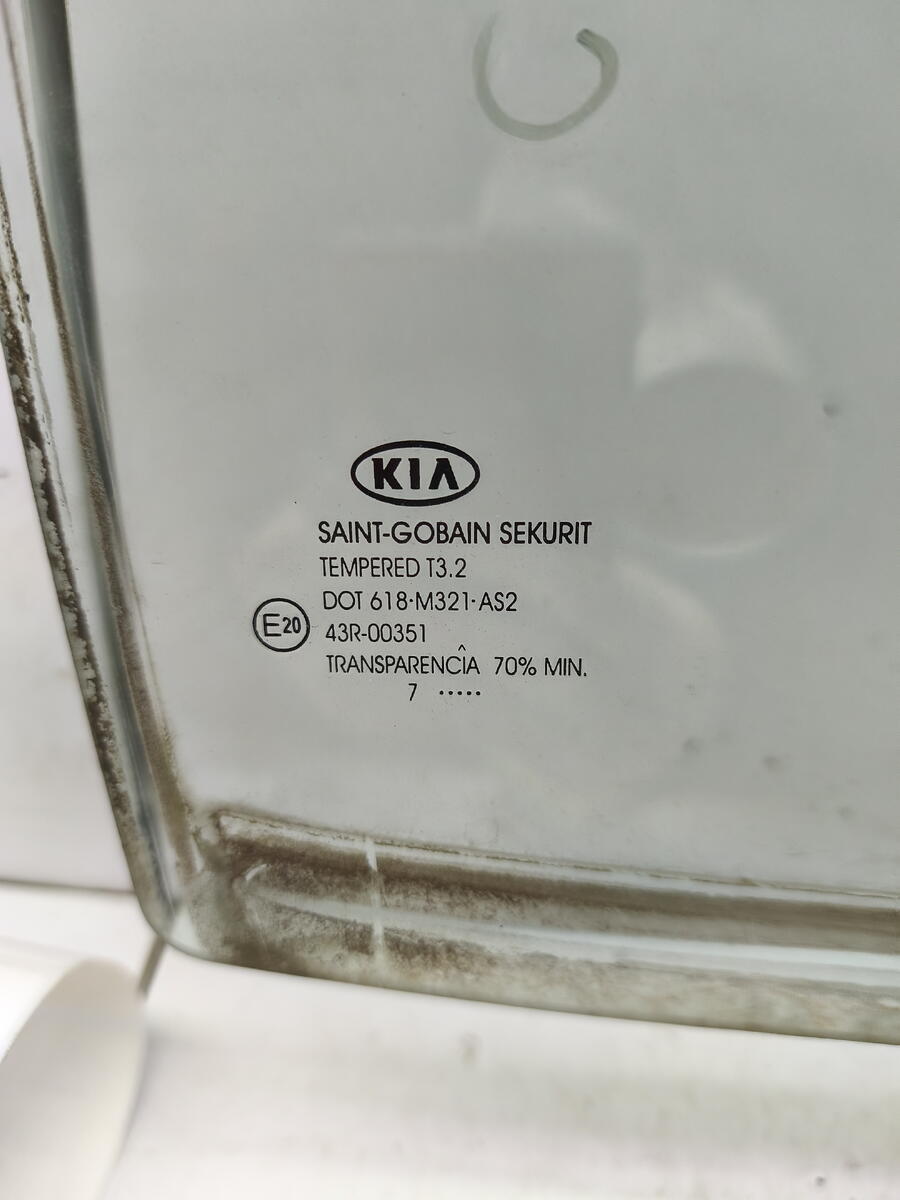 KIA
SAINT-GOBAIN SEKURIT
TEMPERED T3.2
DOT 618·M321·AS2
E20
43R-00351
TRANSPARENCÎA 70% MIN.
7 ·····